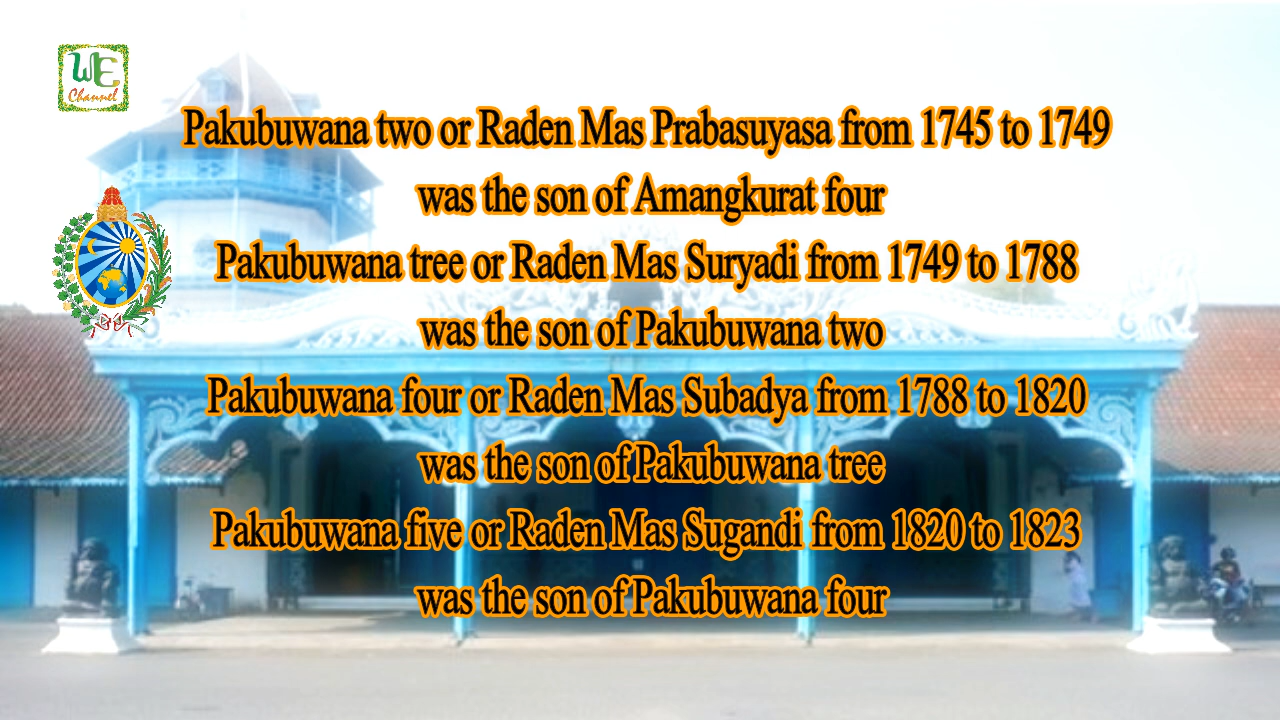 WE
Channel
Pakubuwana two or Raden Mas Prabasuyasa from 1745 to 1749
was the son of Amangkurat four
Pakubuwana tree or Raden Mas Suryadi from 1749 to 1788
was the son of Pakubuwana two
Pakubuwana four or Raden Mas Subadya from 1788 to 1820
was the son of Pakubuwana tree
Pakubuwana five or Raden Mas Sugandi from 1820 to 1823
was the son of Pakubuwana four